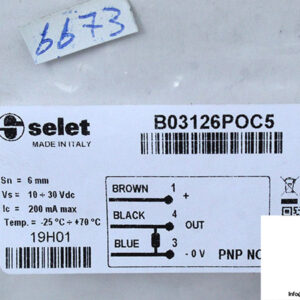 6673
selet
MADE IN ITALY
B03126POC5
Sn = 6 mm
Vs = 10 ÷ 30 Vdc
Ic = 200 mA max
Temp. = -25°C ÷ +70 °C
19H01
BROWN 1 +
BLACK 4 OUT
BLUE 3 - 0 V
PNP NO